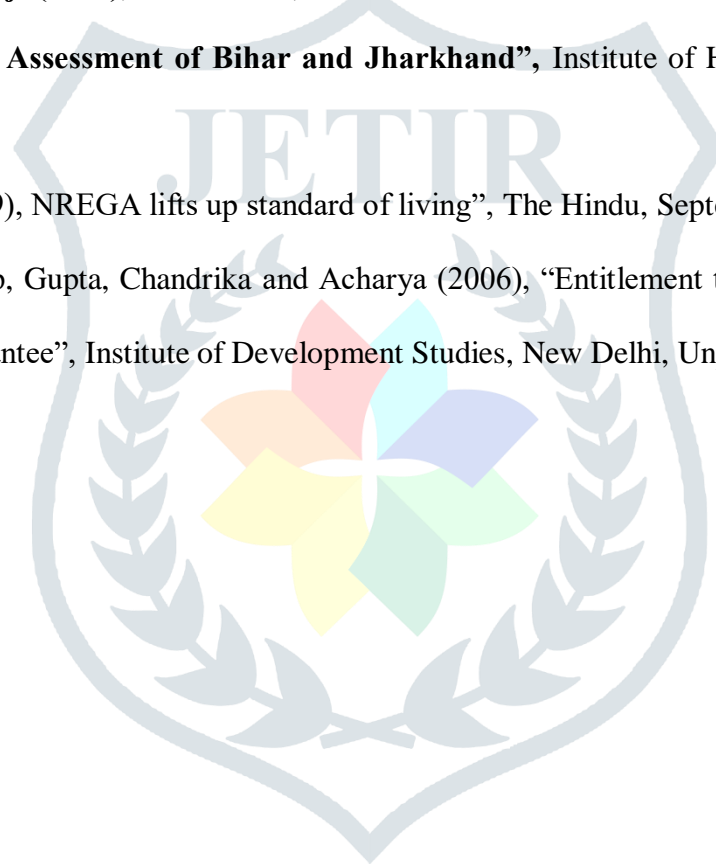 Assessment of Bihar and Jharkhand”, Institute of H
JETIR
), NREGA lifts up standard of living”, The Hindu, Septe
, Gupta, Chandrika and Acharya (2006), “Entitlement t
ntee”, Institute of Development Studies, New Delhi, Un